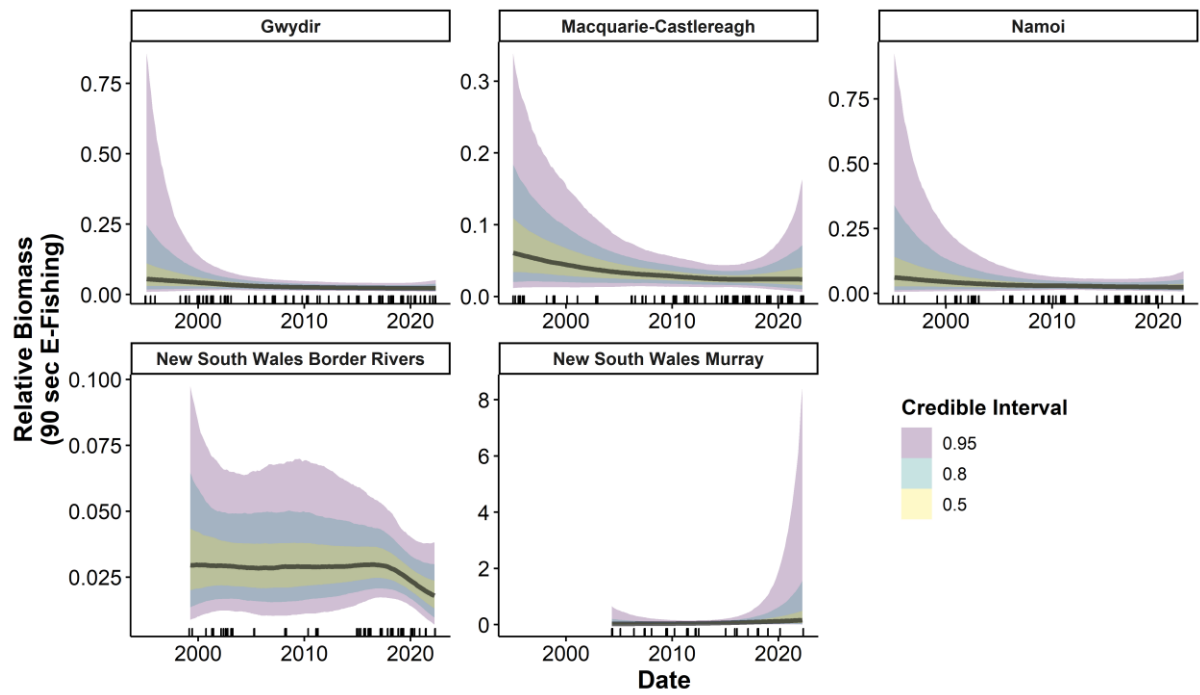 Gwydir
Macquarie-Castlereagh
Namoi
0.75
0.50
0.25
0.00
0.3
0.2
0.1
0.0
0.75
0.50
0.25
0.00
2000 2010 2020
2000 2010 2020
2000 2010 2020
New South Wales Border Rivers
New South Wales Murray
0.100
0.075
0.050
0.025
8
6
4
2
0
2000 2010 2020
2000 2010 2020
Relative Biomass
(90 sec E-Fishing)
Date
Credible Interval
0.95
0.8
0.5